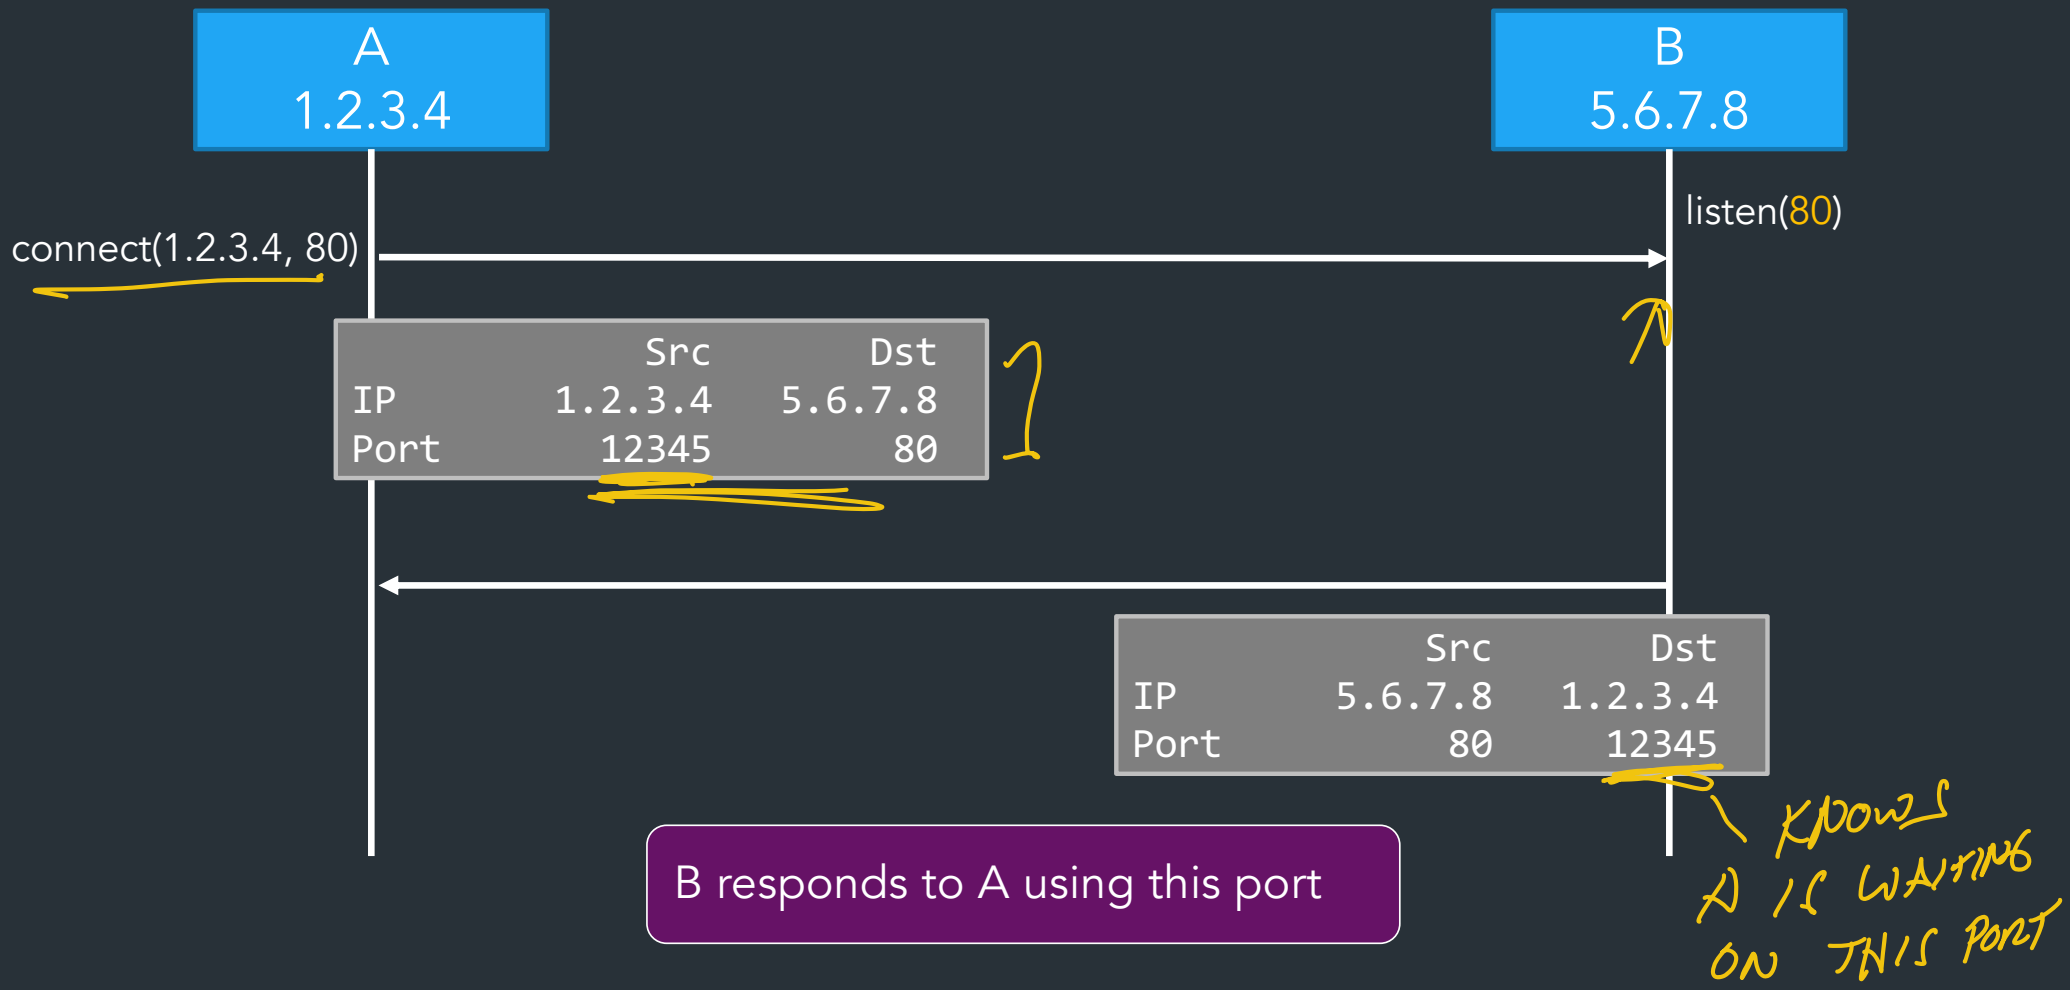 A
1.2.3.4
B
5.6.7.8
listen(80)
connect(1.2.3.4, 80)
Src Dst
IP 1.2.3.4 5.6.7.8
Port 12345 80
Src Dst
IP 5.6.7.8 1.2.3.4
Port 80 12345
KNOWS
A IS WAITING
ON THIS PORT
B responds to A using this port